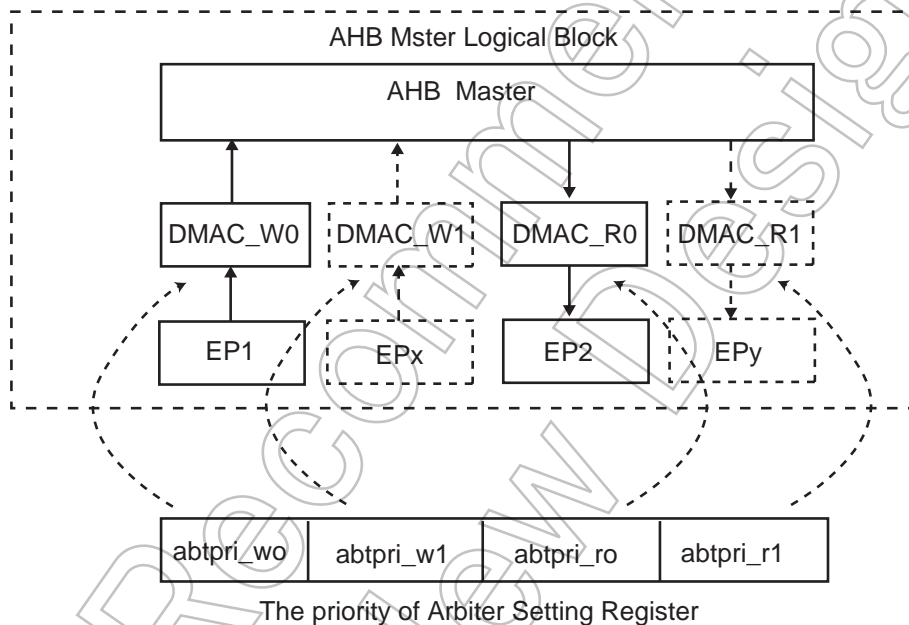 AHB Mster Logical Block
AHB Master
DMAC_W0 DMAC_W1 DMAC_R0 DMAC_R1
EP1 EPx EP2 EPy
abtpri_wo abtpri_w1 abtpri_ro abtpri_r1
The priority of Arbiter Setting Register